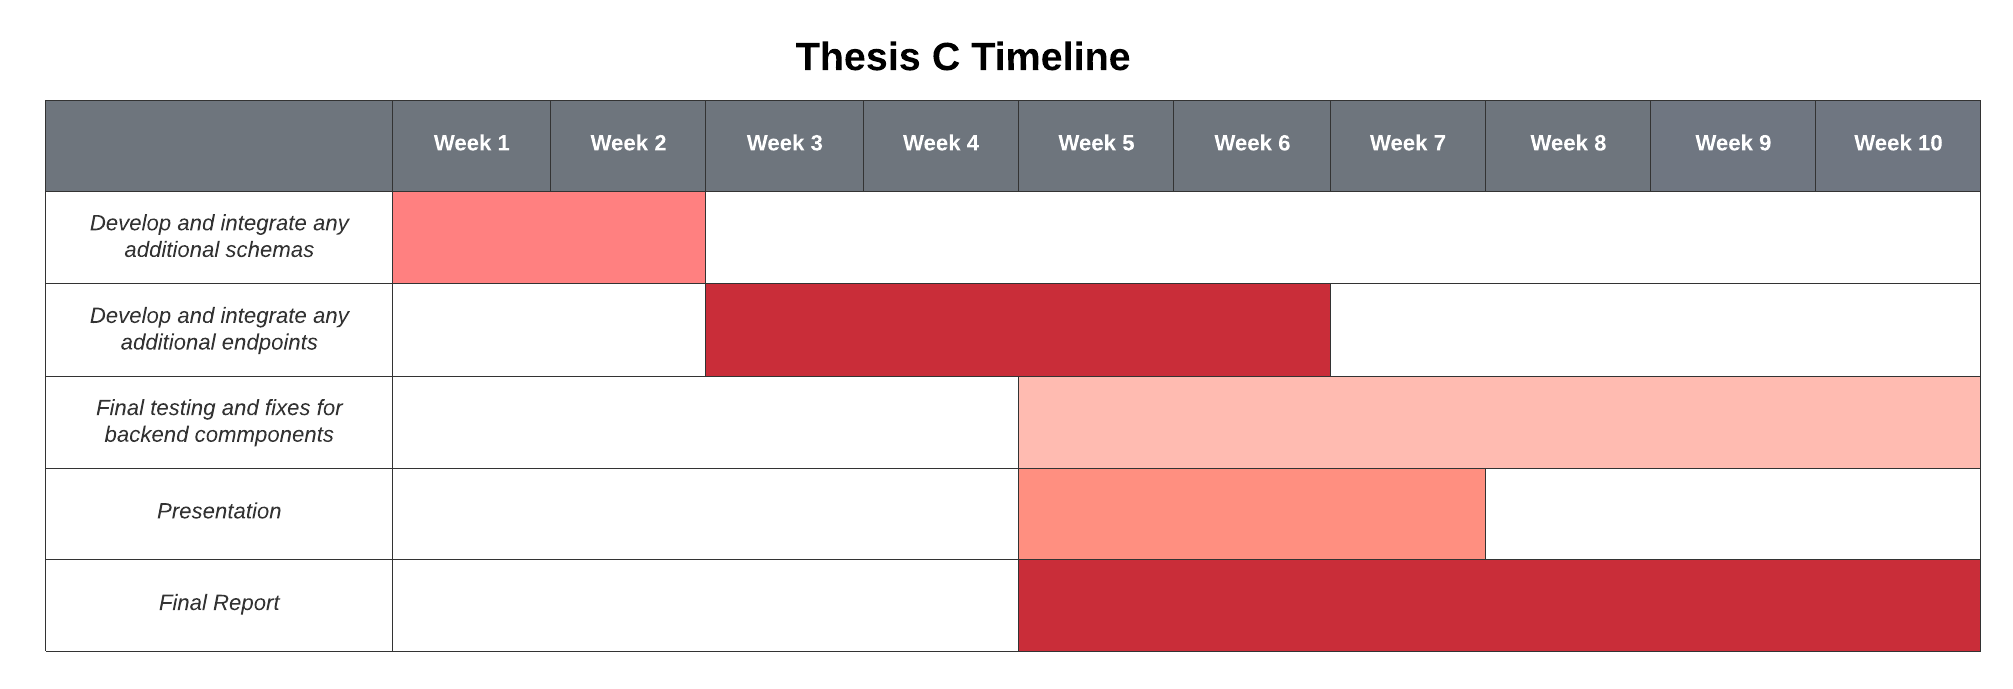 Thesis C Timeline
Week 1 Week 2 Week 3 Week 4 Week 5 Week 6 Week 7 Week 8 Week 9 Week 10
Develop and integrate any
additional schemas
Develop and integrate any
additional endpoints
Final testing and fixes for
backend commponents
Presentation
Final Report